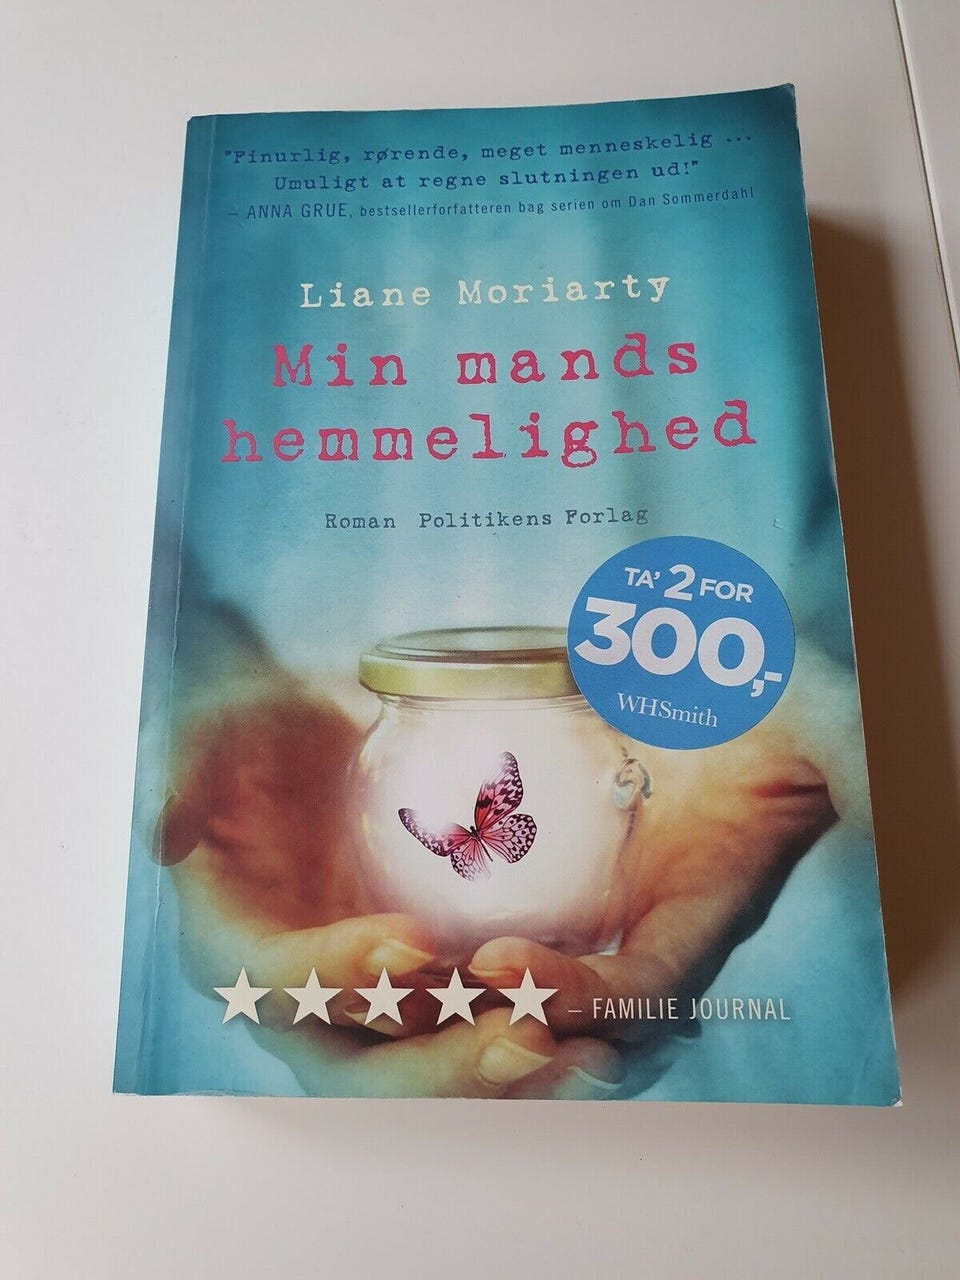 "Finurlig, rørende, meget menneskelig ...
Umuligt at regne slutningen ud!"
– ANNA GRUE, bestsellerforfatteren bag serien om Dan Sommerdahl
Liane Moriarty
Min mands
hemmelighed
Roman Politikens Forlag
TA' 2 FOR
300,-
WHSmith
– FAMILIE JOURNAL